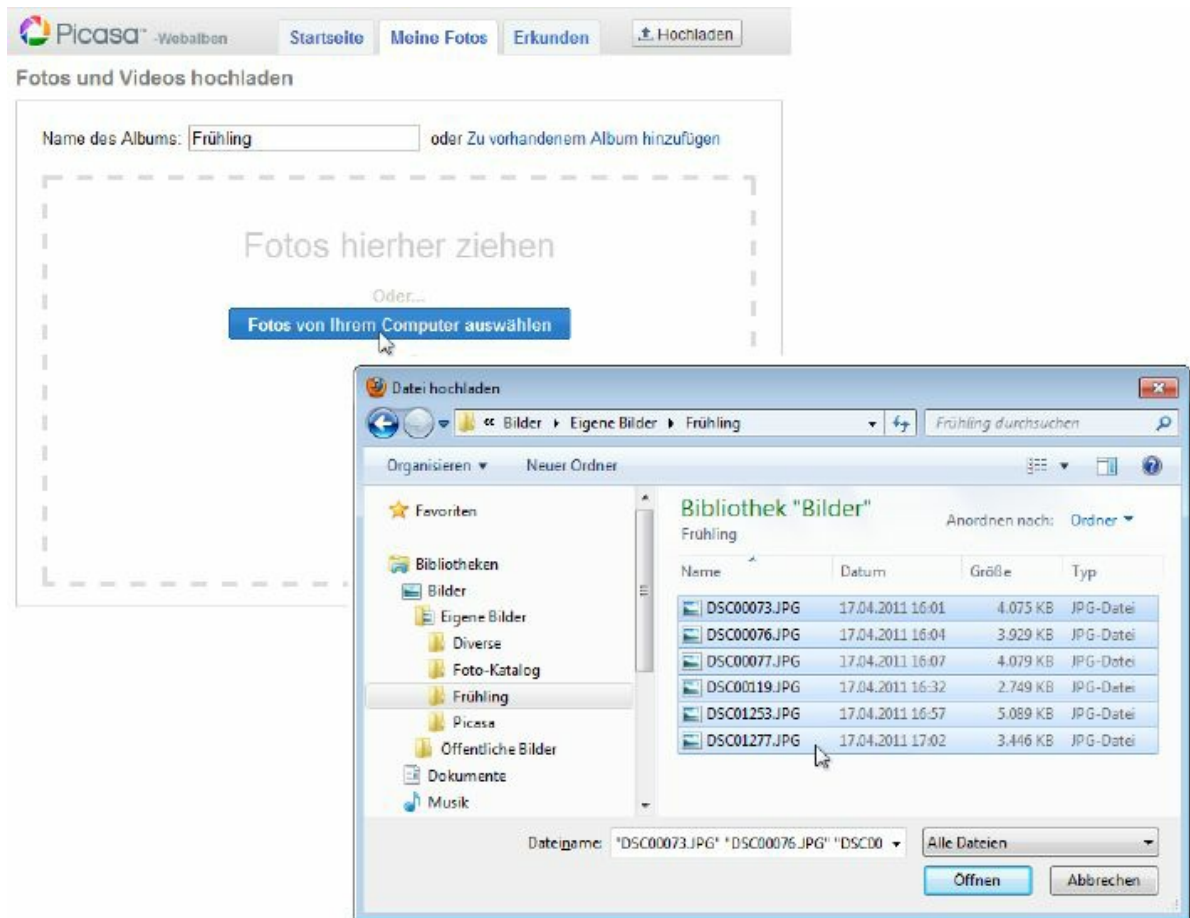 Picasa™ -Webalben Startseite Meine Fotos Erkunden Hochladen
Fotos und Videos hochladen
Name des Albums: Frühling oder Zu vorhandenem Album hinzufügen
Fotos hierher ziehen
Oder...
Fotos von Ihrem Computer auswählen
Datei hochladen
« Bilder Eigene Bilder Frühling Frühling durchsuchen
Organisieren Neuer Ordner
Favoriten
Bibliotheken
Bilder
Eigene Bilder
Diverse
Foto-Katalog
Frühling
Picasa
Öffentliche Bilder
Dokumente
Musik
Bibliothek "Bilder"
Frühling
Anordnen nach: Ordner
Name Datum Größe Typ
DSC00073.JPG 17.04.2011 16:01 4.075 KB JPG-Datei
DSC00076.JPG 17.04.2011 16:04 3.929 KB JPG-Datei
DSC00077.JPG 17.04.2011 16:07 4.079 KB JPG-Datei
DSC00119.JPG 17.04.2011 16:32 2.749 KB JPG-Datei
DSC01253.JPG 17.04.2011 16:57 5.089 KB JPG-Datei
DSC01277.JPG 17.04.2011 17:02 3.446 KB JPG-Datei
Dateiname: "DSC00073.JPG" "DSC00076.JPG" "DSC00 Alle Dateien
Öffnen Abbrechen